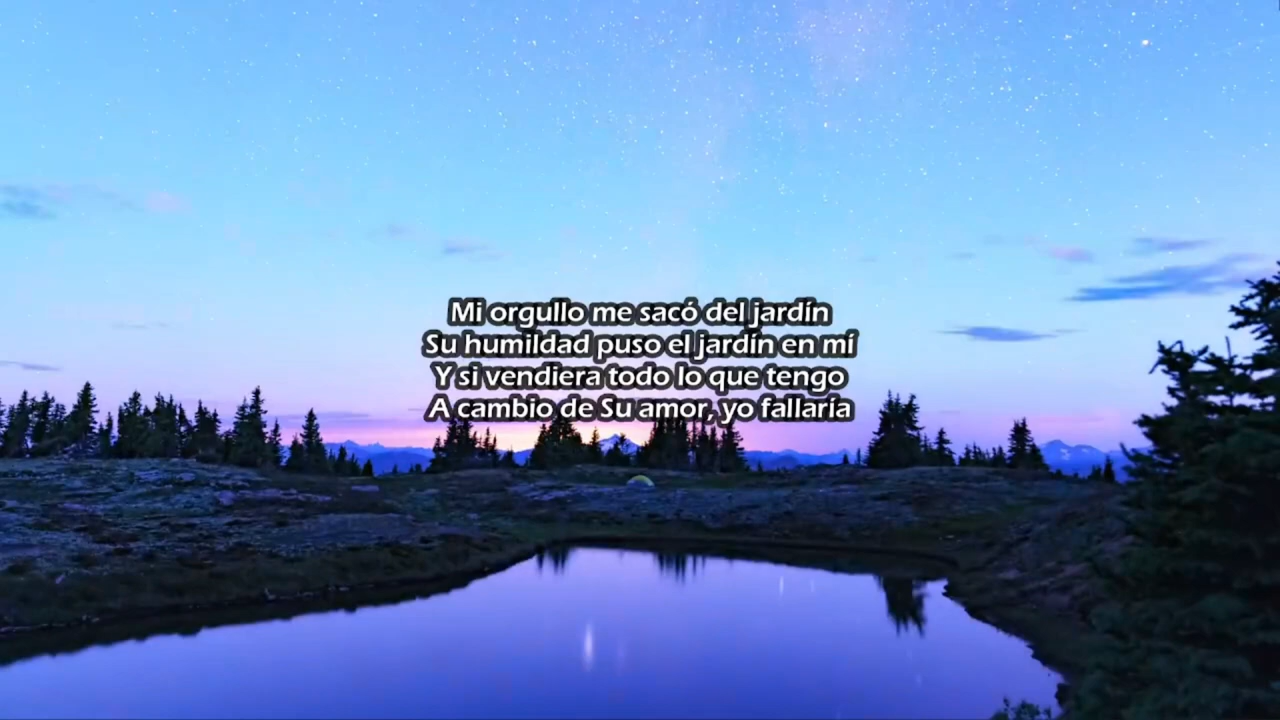 Mi orgullo me sacó del jardín
Su humildad puso el jardín en mí
Y si vendiera todo lo que tengo
A cambio de Su amor, yo fallaría